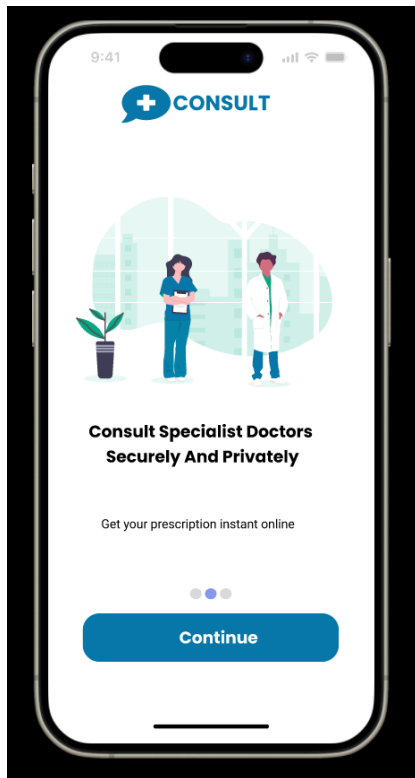 9:41
CONSULT
Consult Specialist Doctors
Securely And Privately
Get your prescription instant online
Continue